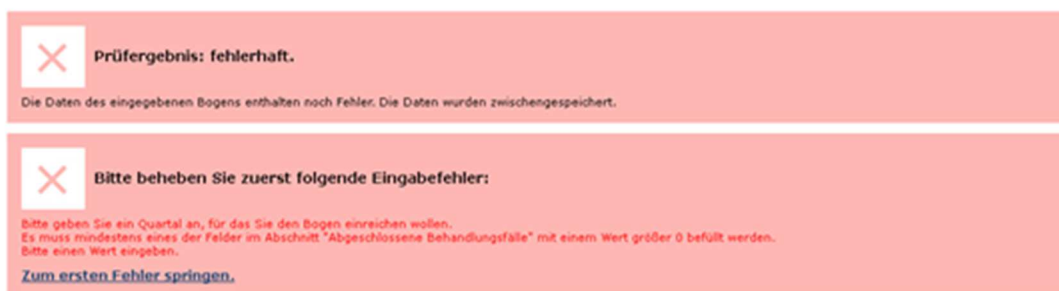 Prüfergebnis: fehlerhaft.
Die Daten des eingegebenen Bogens enthalten noch Fehler. Die Daten wurden zwischengespeichert.
Bitte beheben Sie zuerst folgende Eingabefehler:
Bitte geben Sie ein Quartal an, für das Sie den Bogen einreichen wollen.
Es muss mindestens eines der Felder im Abschnitt "Abgeschlossene Behandlungsfälle" mit einem Wert größer 0 befüllt werden.
Bitte einen Wert eingeben.
Zum ersten Fehler springen.